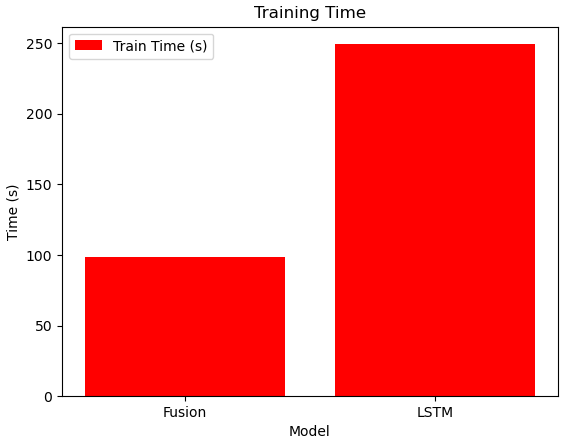 Training Time
Train Time (s)
Time (s)
250
200
150
100
50
0
Fusion
LSTM
Model